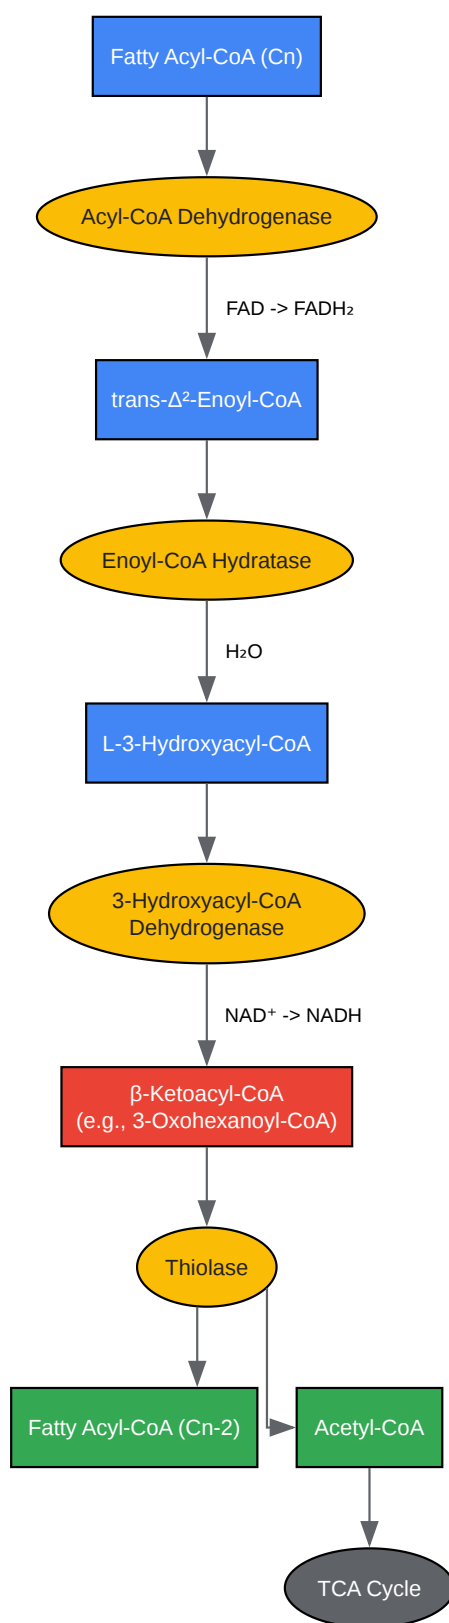 Fatty Acyl-CoA (Cn)
Acyl-CoA Dehydrogenase
FAD -> FADH₂
trans-Δ²-Enoyl-CoA
Enoyl-CoA Hydratase
H₂O
L-3-Hydroxyacyl-CoA
3-Hydroxyacyl-CoA
Dehydrogenase
NAD⁺ -> NADH
β-Ketoacyl-CoA
(e.g., 3-Oxohexanoyl-CoA)
Thiolase
Fatty Acyl-CoA (Cn-2)
Acetyl-CoA
TCA Cycle